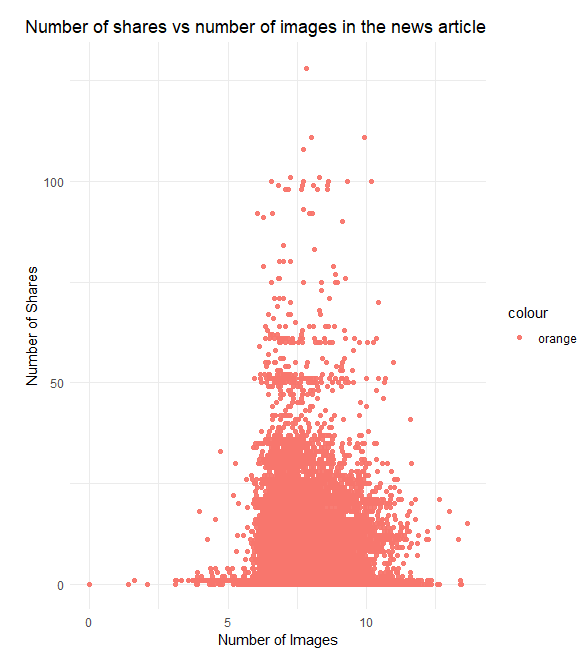 Number of shares vs number of images in the news article
Number of Shares
100
50
0
0
5
10
Number of Images
colour
orange